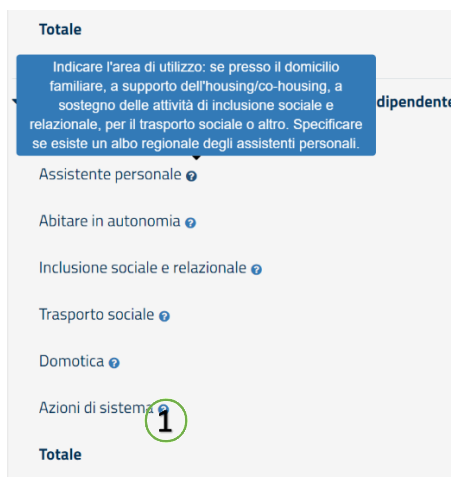 Totale
Indicare l'area di utilizzo: se presso il domicilio
familiare, a supporto dell'housing/co-housing, a
sostegno delle attività di inclusione sociale e
relazionale, per il trasporto sociale o altro. Specificare
se esiste un albo regionale degli assistenti personali.
dipendente
Assistente personale ?
Abitare in autonomia ?
Inclusione sociale e relazionale ?
Trasporto sociale ?
Domotica ?
Azioni di sistema ?
1
Totale